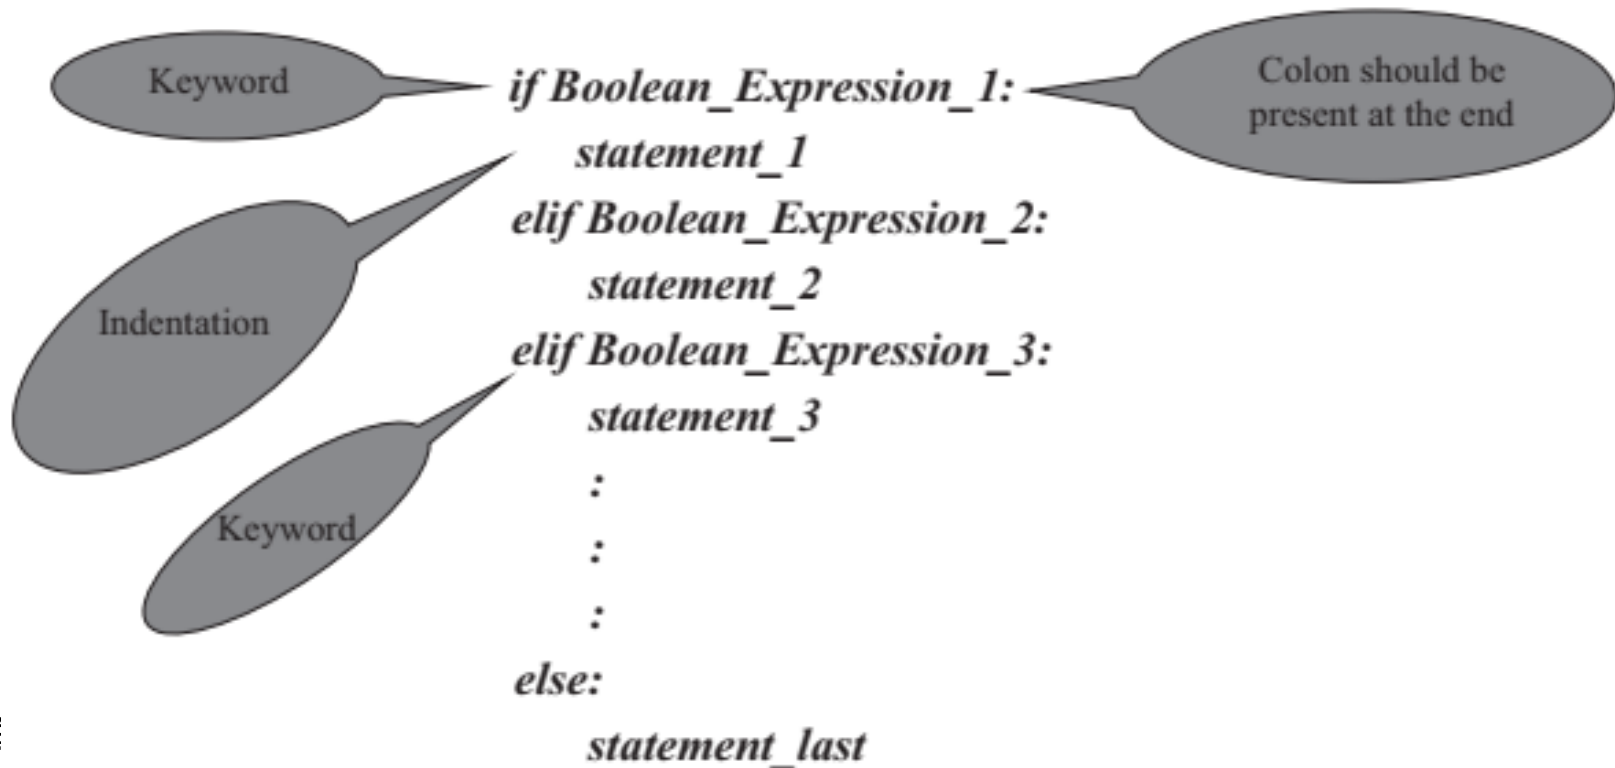 Keyword
if Boolean_Expression_1:
Colon should be
present at the end
statement_1
elif Boolean_Expression_2:
statement_2
Indentation
elif Boolean_Expression_3:
statement_3
:
Keyword
:
:
else:
statement_last